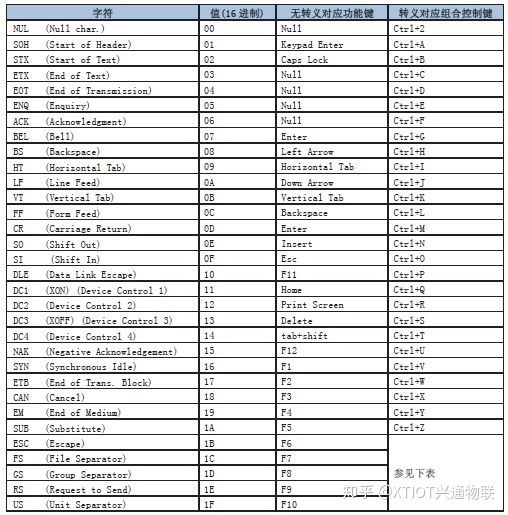 字符 值(16 进制) 无转义对应功能键 转义对应组合控制键
NUL (Null char.) 00 Null Ctrl+2
SOH (Start of Header) 01 Keypad Enter Ctrl+A
STX (Start of Text) 02 Caps Lock Ctrl+B
ETX (End of Text) 03 Null Ctrl+C
EOT (End of Transmission) 04 Null Ctrl+D
ENQ (Enquiry) 05 Null Ctrl+E
ACK (Acknowledgment) 06 Null Ctrl+F
BEL (Bell) 07 Enter Ctrl+G
BS (Backspace) 08 Left Arrow Ctrl+H
HT (Horizontal Tab) 09 Horizontal Tab Ctrl+I
LF (Line Feed) 0A Down Arrow Ctrl+J
VT (Vertical Tab) 0B Vertical Tab Ctrl+K
FF (Form Feed) 0C Backspace Ctrl+L
CR (Carriage Return) 0D Enter Ctrl+M
SO (Shift Out) 0E Insert Ctrl+N
SI (Shift In) 0F Esc Ctrl+O
DLE (Data Link Escape) 10 F11 Ctrl+P
DC1 (XON) (Device Control 1) 11 Home Ctrl+Q
DC2 (Device Control 2) 12 Print Screen Ctrl+R
DC3 (XOFF) (Device Control 3) 13 Delete Ctrl+S
DC4 (Device Control 4) 14 tab+shift Ctrl+T
NAK (Negative Acknowledgement) 15 F12 Ctrl+U
SYN (Synchronous Idle) 16 F1 Ctrl+V
ETB (End of Trans. Block) 17 F2 Ctrl+W
CAN (Cancel) 18 F3 Ctrl+X
EM (End of Medium) 19 F4 Ctrl+Y
SUB (Substitute) 1A F5 Ctrl+Z
ESC (Escape) 1B F6
FS (File Separator) 1C F7
GS (Group Separator) 1D F8 参见下表
RS (Request to Send) 1E F9
US (Unit Separator) 1F F10
知乎 @XTIOT兴通物联